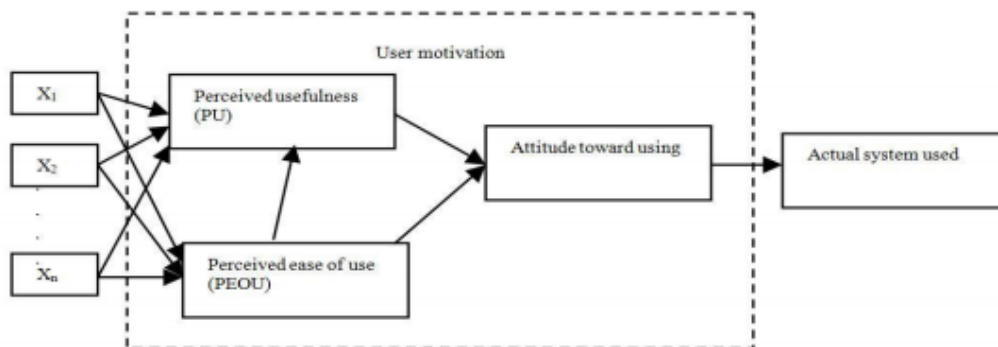 User motivation
X1
Perceived usefulness
(PU)
X2
Attitude toward using
Actual system used
Xn
Perceived ease of use
(PEOU)